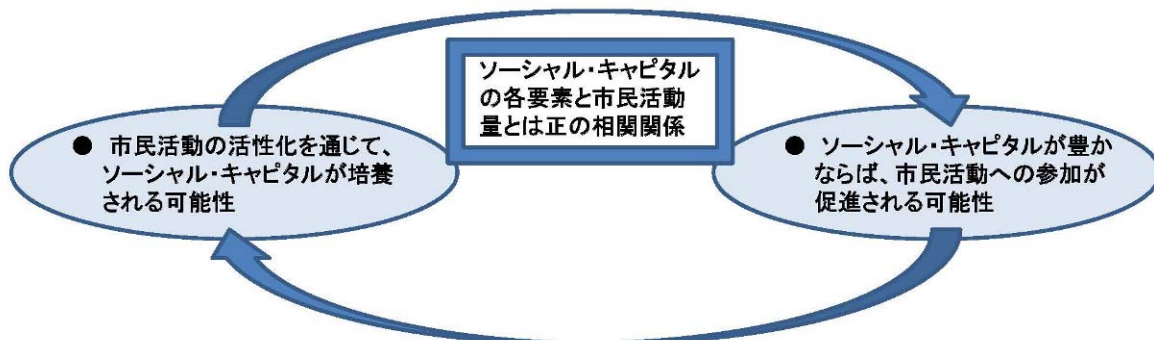 ソーシャル・キャピタル
の各要素と市民活動
量とは正の相関関係
● 市民活動の活性化を通じて、
ソーシャル・キャピタルが培養
される可能性
● ソーシャル・キャピタルが豊か
ならば、市民活動への参加が
促進される可能性